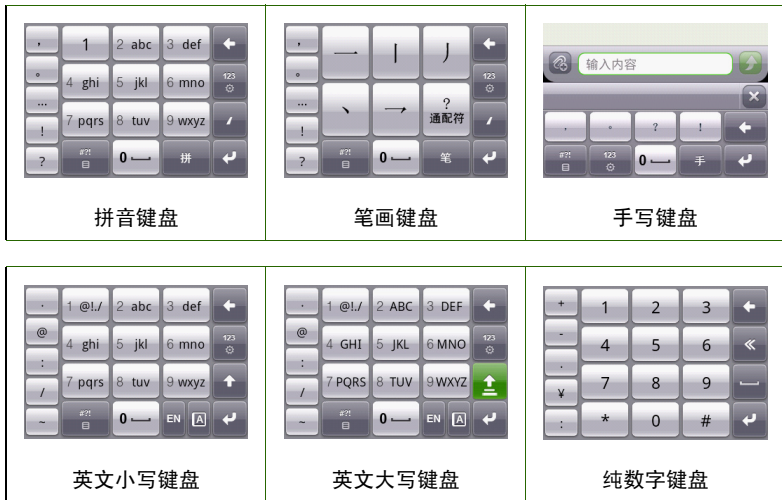 , 1 2 abc 3 def
。 4 ghi 5 jkl 6 mno 123
... 7 pqrs 8 tuv 9 wxyz
!
? #?! 0 拼
拼音键盘
,
。 123
...
! ? 通配符
? #?! 0 笔
笔画键盘
输入内容
, 。 ? !
#?! 123 0 手
手写键盘
. 1 @!./ 2 abc 3 def
@ 4 ghi 5 jkl 6 mno 123
: 7 pqrs 8 tuv 9 wxyz
/
~ #?! 0 EN A
英文小写键盘
. 1 @!./ 2 ABC 3 DEF
@ 4 GHI 5 JKL 6 MNO 123
: 7 PQRS 8 TUV 9 WXYZ
/
~ #?! 0 EN A
英文大写键盘
+ 1 2 3
- 4 5 6
. 7 8 9
¥
: * 0 #
纯数字键盘